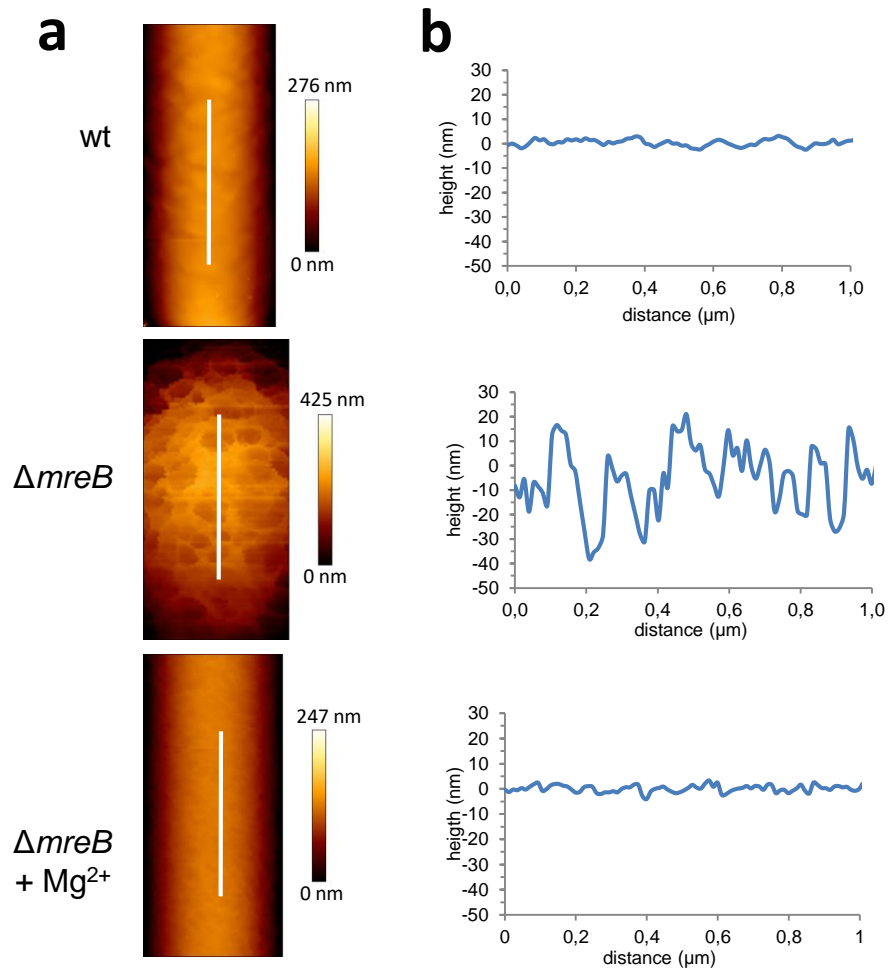 a
b
wt
276 nm
0 nm
30
20
10
0
-10
-20
-30
-40
-50
height (nm)
0,0 0,2 0,4 0,6 0,8 1,0
distance (µm)
ΔmreB
425 nm
0 nm
30
20
10
0
-10
-20
-30
-40
-50
height (nm)
0,0 0,2 0,4 0,6 0,8 1,0
distance (µm)
ΔmreB
+ Mg²⁺
247 nm
0 nm
30
20
10
0
-10
-20
-30
-40
-50
heigth (nm)
0 0,2 0,4 0,6 0,8 1
distance (µm)